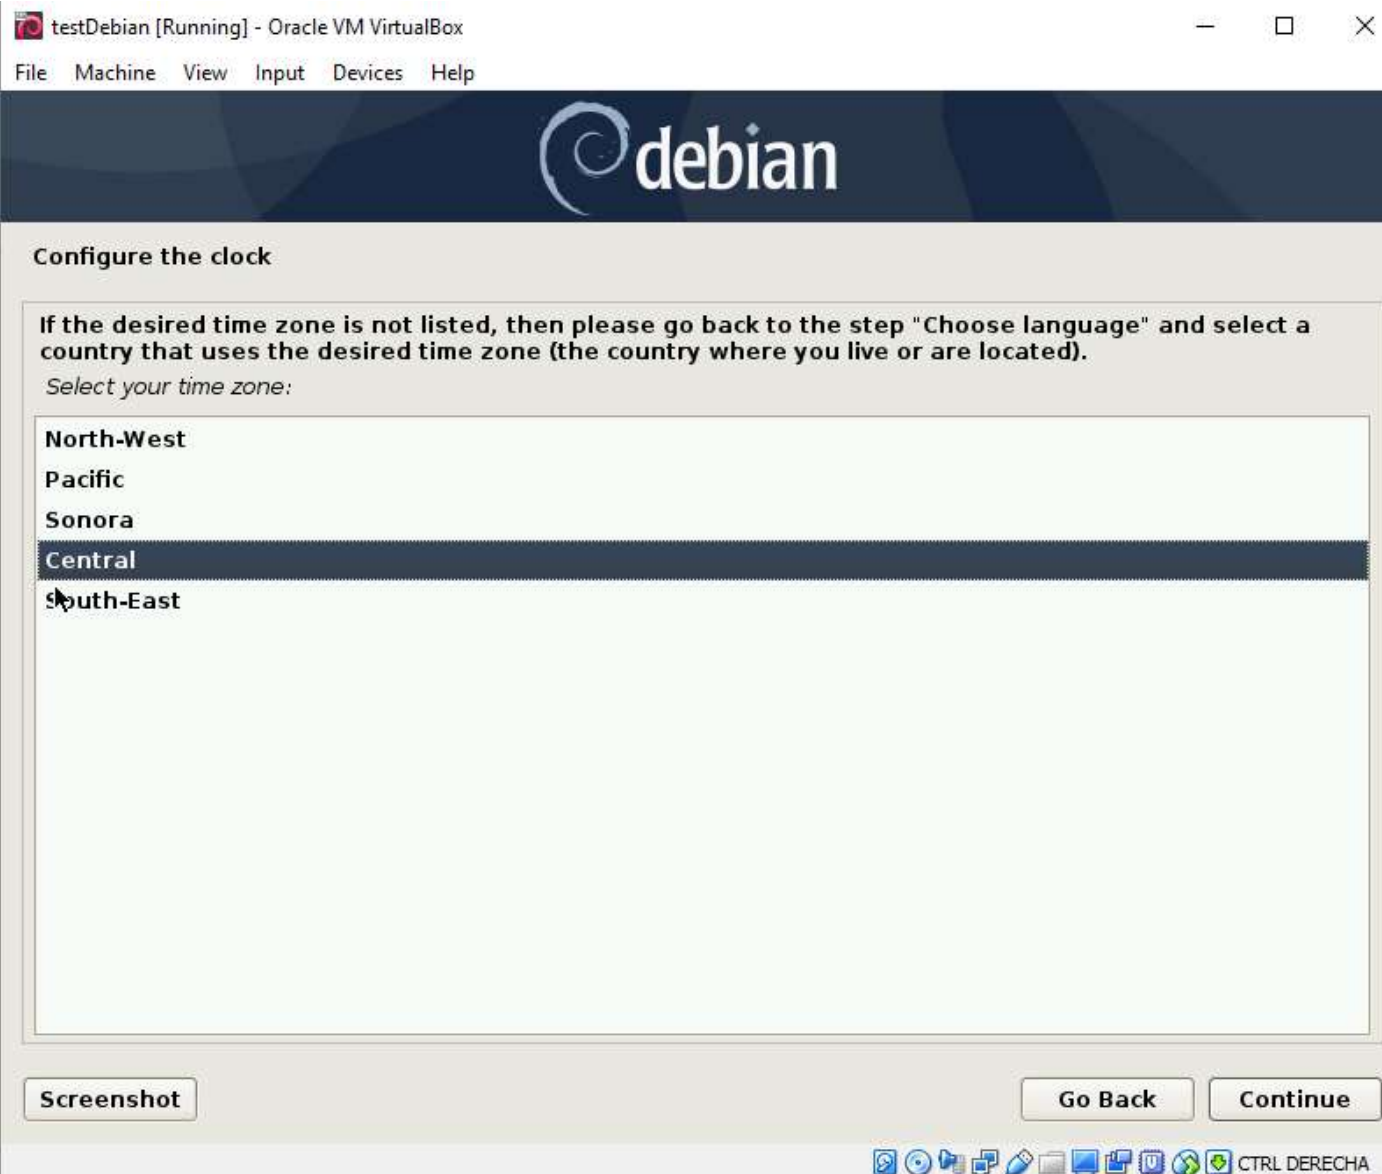 testDebian [Running] - Oracle VM VirtualBox
File Machine View Input Devices Help
debian
Configure the clock
If the desired time zone is not listed, then please go back to the step "Choose language" and select a
country that uses the desired time zone (the country where you live or are located).
Select your time zone:
North-West
Pacific
Sonora
Central
South-East
Screenshot Go Back Continue
CTRL DERECHA